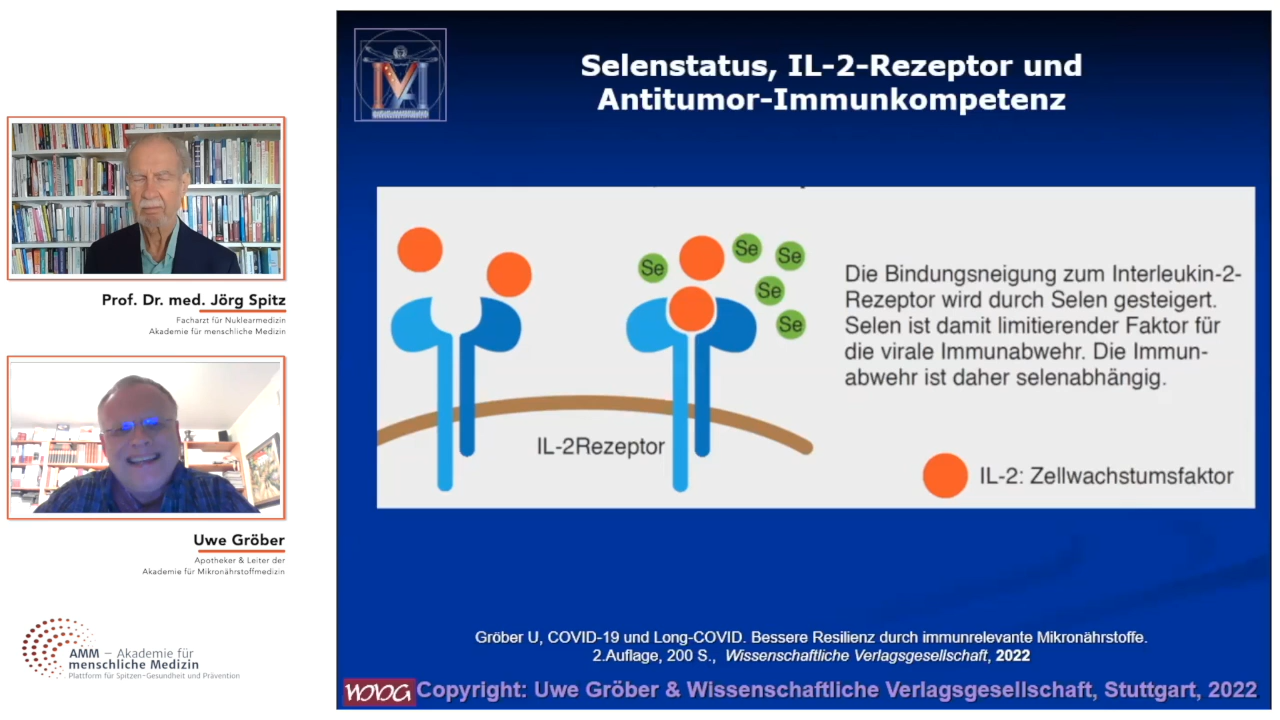 Selenstatus, IL-2-Rezeptor und
Antitumor-Immunkompetenz
Prof. Dr. med. Jörg Spitz
Facharzt für Nuklearmedizin
Akademie für menschliche Medizin
Uwe Gröber
Apotheker & Leiter der
Akademie für Mikronährstoffmedizin
AMM – Akademie für
menschliche Medizin
Plattform für Spitzen-Gesundheit und Prävention
Se
Se
Se
Se
Se
Die Bindungsneigung zum Interleukin-2-
Rezeptor wird durch Selen gesteigert.
Selen ist damit limitierender Faktor für
die virale Immunabwehr. Die Immun-
abwehr ist daher selenabhängig.
IL-2Rezeptor
IL-2: Zellwachstumsfaktor
Gröber U, COVID-19 und Long-COVID. Bessere Resilienz durch immunrelevante Mikronährstoffe.
2.Auflage, 200 S., Wissenschaftliche Verlagsgesellschaft, 2022
Copyright: Uwe Gröber & Wissenschaftliche Verlagsgesellschaft, Stuttgart, 2022